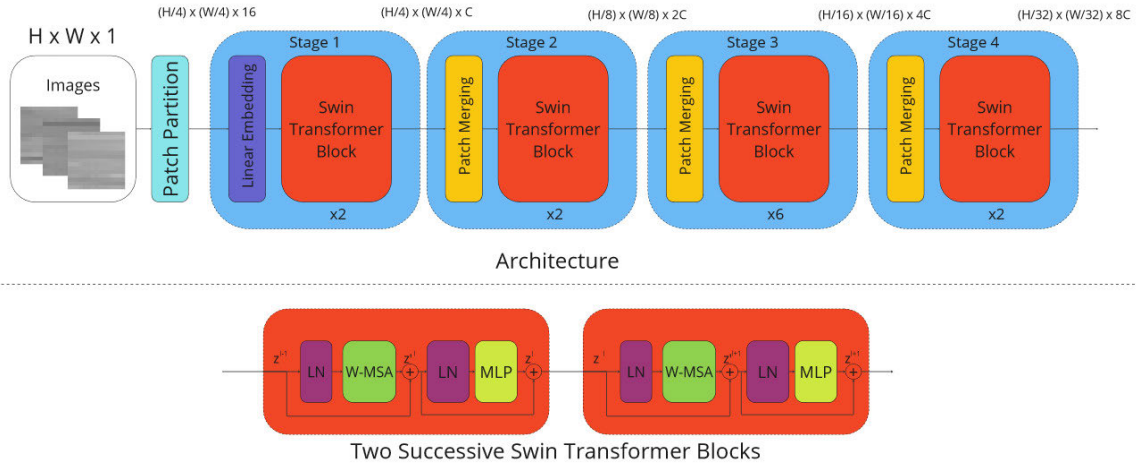 (H/4) x (W/4) x 16
(H/4) x (W/4) x C
(H/8) x (W/8) x 2C
(H/16) x (W/16) x 4C
(H/32) x (W/32) x 8C
H x W x 1
Images
Patch Partition
Stage 1
Linear Embedding
Swin
Transformer
Block
x2
Stage 2
Patch Merging
Swin
Transformer
Block
x2
Stage 3
Patch Merging
Swin
Transformer
Block
x6
Stage 4
Patch Merging
Swin
Transformer
Block
x2
Architecture
z^l-1
LN
W-MSA
z'^l
+
LN
MLP
z^l
+
z^l
LN
W-MSA
z'^l+1
+
LN
MLP
z^l+1
+
Two Successive Swin Transformer Blocks